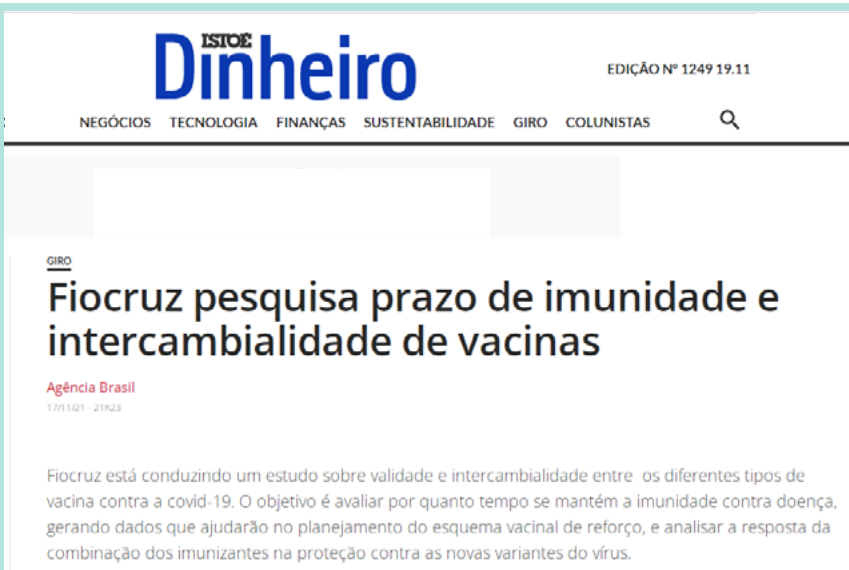 ISTOÉ
Dinheiro
EDIÇÃO Nº 1249 19.11
NEGÓCIOS TECNOLOGIA FINANÇAS SUSTENTABILIDADE GIRO COLUNISTAS
GIRO
Fiocruz pesquisa prazo de imunidade e
intercambialidade de vacinas
Agência Brasil
17/11/21 - 21h23
Fiocruz está conduzindo um estudo sobre validade e intercambialidade entre os diferentes tipos de
vacina contra a covid-19. O objetivo é avaliar por quanto tempo se mantém a imunidade contra doença,
gerando dados que ajudarão no planejamento do esquema vacinal de reforço, e analisar a resposta da
combinação dos imunizantes na proteção contra as novas variantes do vírus.